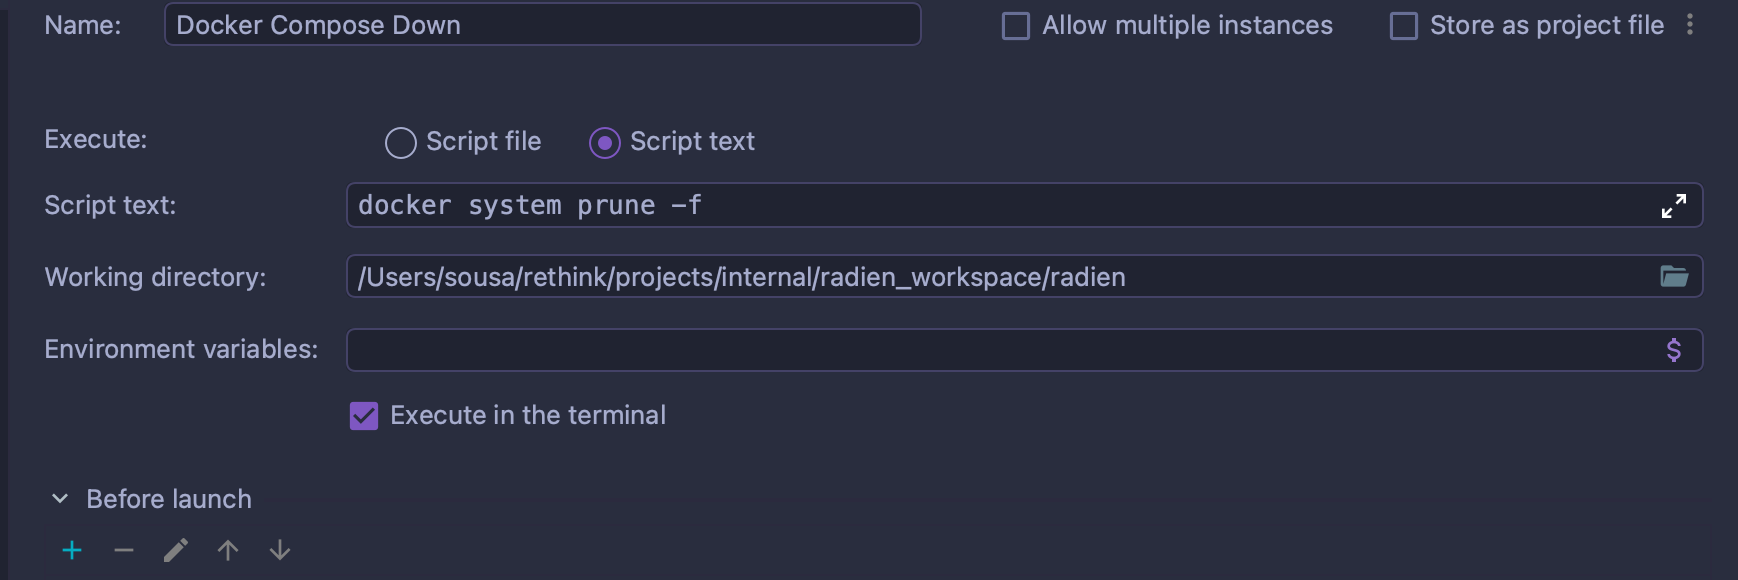 Name: Docker Compose Down Allow multiple instances Store as project file
Execute: Script file Script text
Script text: docker system prune -f
Working directory: /Users/sousa/rethink/projects/internal/radien_workspace/radien
Environment variables: $
Execute in the terminal
Before launch